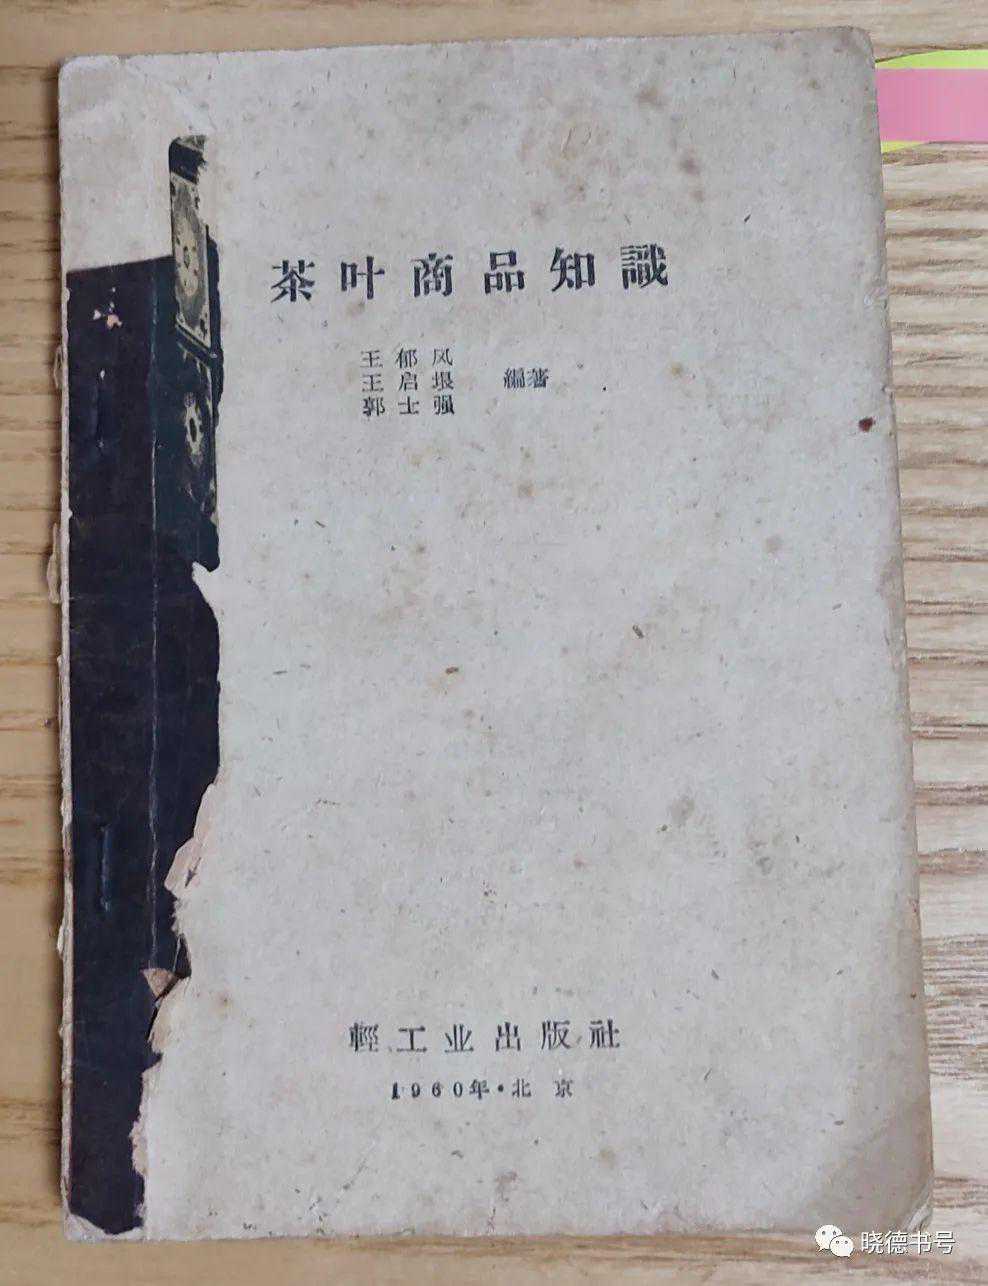 茶叶商品知識
王郁风
王启垠
郭士强
編著
輕工业出版社
1960年·北京
晓德书号